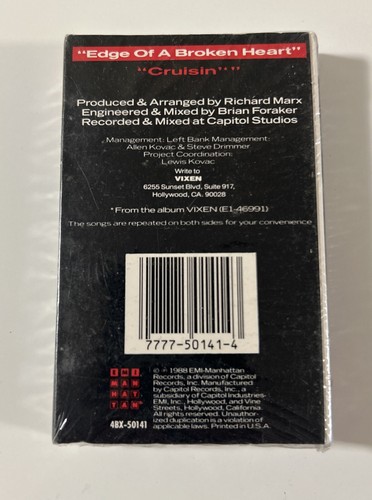 "Edge Of A Broken Heart"
"Cruisin'"*
Produced & Arranged by Richard Marx
Engineered & Mixed by Brian Foraker
Recorded & Mixed at Capitol Studios
Management: Left Bank Management:
Allen Kovac & Steve Drimmer
Project Coordination:
Lewis Kovac
Write to
VIXEN
6255 Sunset Blvd, Suite 917,
Hollywood, CA. 90028
*From the album VIXEN (E1-46991)
The songs are repeated on both sides for your convenience
7777-50141-4
EMI
MAN
HAT
TAN™
4BX-50141
© ℗ 1988 EMI-Manhattan
Records, a division of Capitol
Records, Inc. Manufactured
by Capitol Records, Inc., a
subsidiary of Capitol Industries-
EMI, Inc., Hollywood, and Vine
Streets, Hollywood, California.
All rights reserved. Unauthor-
ized duplication is a violation of
applicable laws. Printed in U.S.A.